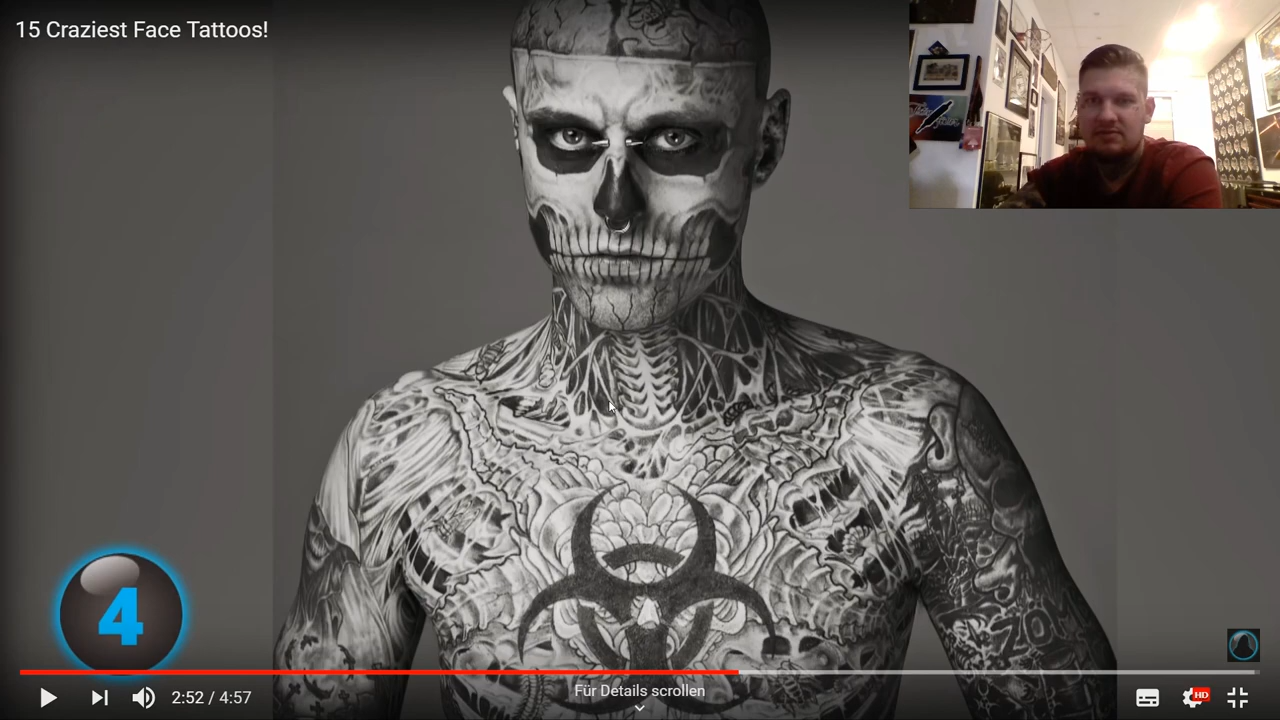 15 Craziest Face Tattoos!
4
2:52 / 4:57
Für Details scrollen
HD